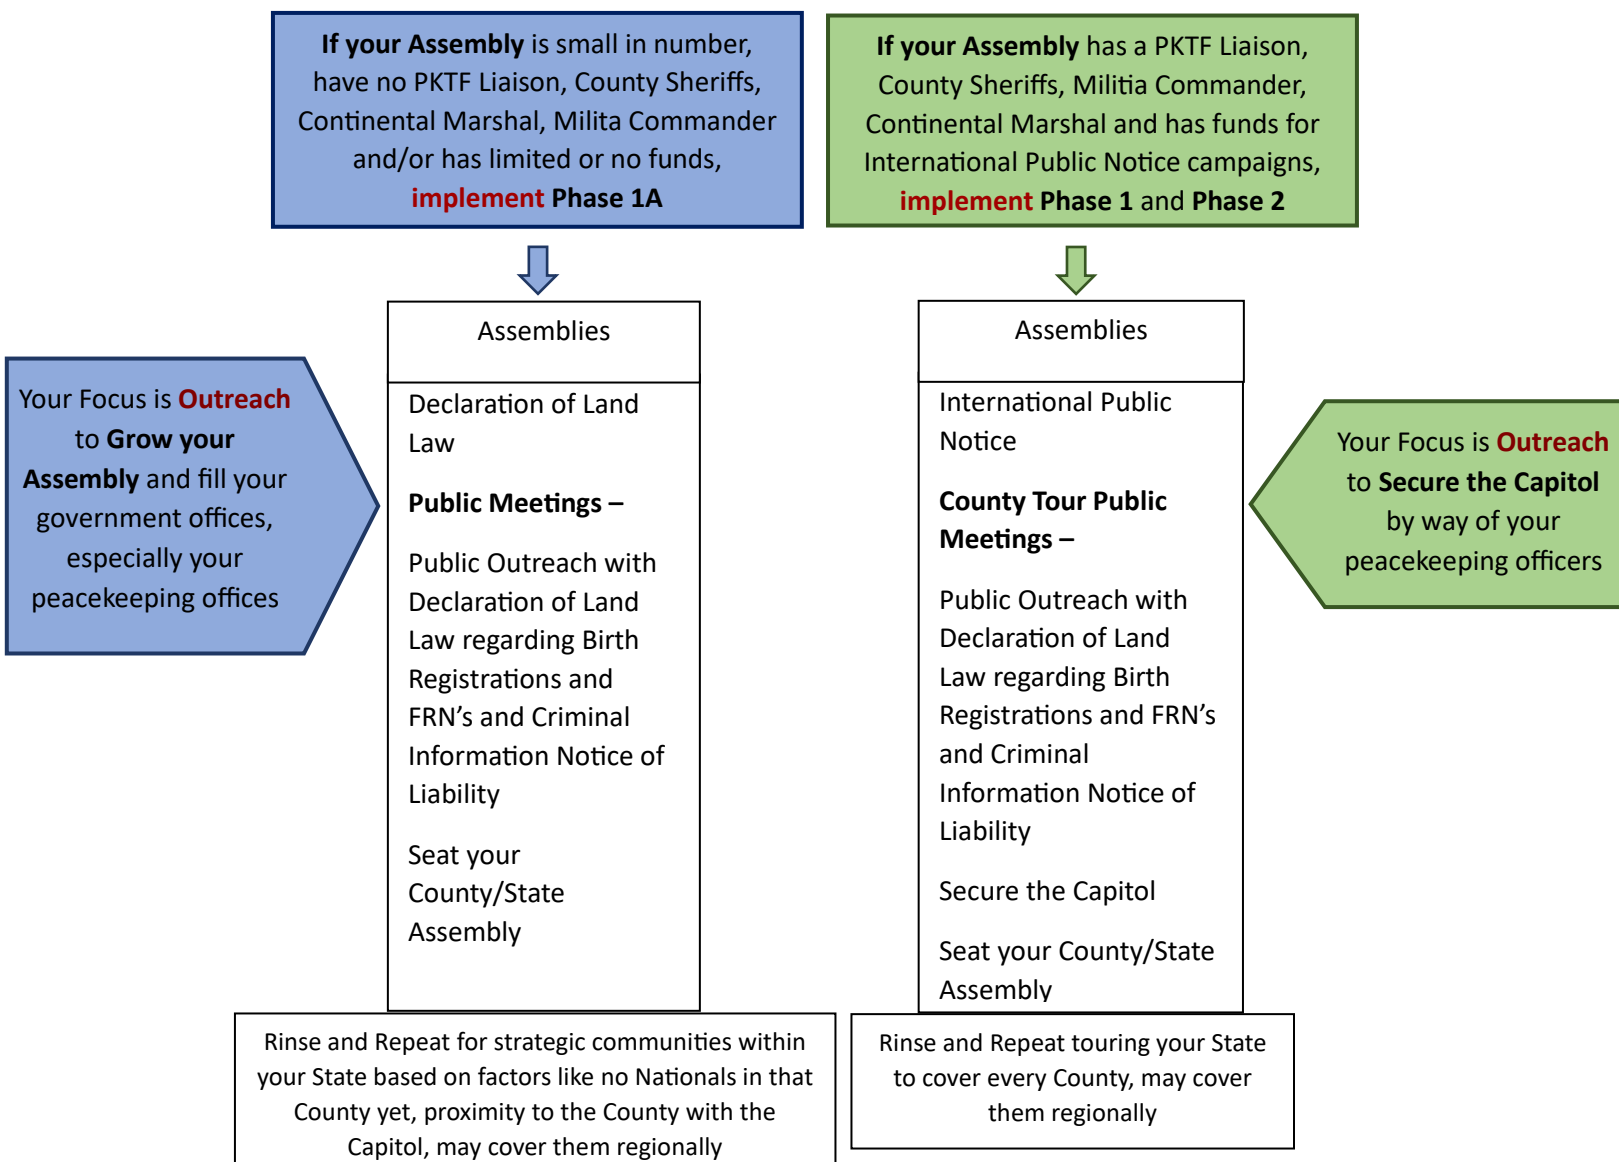 If your Assembly is small in number,
have no PKTF Liaison, County Sheriffs,
Continental Marshal, Milita Commander
and/or has limited or no funds,
implement Phase 1A
If your Assembly has a PKTF Liaison,
County Sheriffs, Militia Commander,
Continental Marshal and has funds for
International Public Notice campaigns,
implement Phase 1 and Phase 2
Your Focus is Outreach
to Grow your
Assembly and fill your
government offices,
especially your
peacekeeping offices
Assemblies
Declaration of Land
Law
Public Meetings –
Public Outreach with
Declaration of Land
Law regarding Birth
Registrations and
FRN’s and Criminal
Information Notice of
Liability
Seat your
County/State
Assembly
Assemblies
International Public
Notice
County Tour Public
Meetings –
Public Outreach with
Declaration of Land
Law regarding Birth
Registrations and FRN’s
and Criminal
Information Notice of
Liability
Secure the Capitol
Seat your County/State
Assembly
Your Focus is Outreach
to Secure the Capitol
by way of your
peacekeeping officers
Rinse and Repeat for strategic communities within
your State based on factors like no Nationals in that
County yet, proximity to the County with the
Capitol, may cover them regionally
Rinse and Repeat touring your State
to cover every County, may cover
them regionally